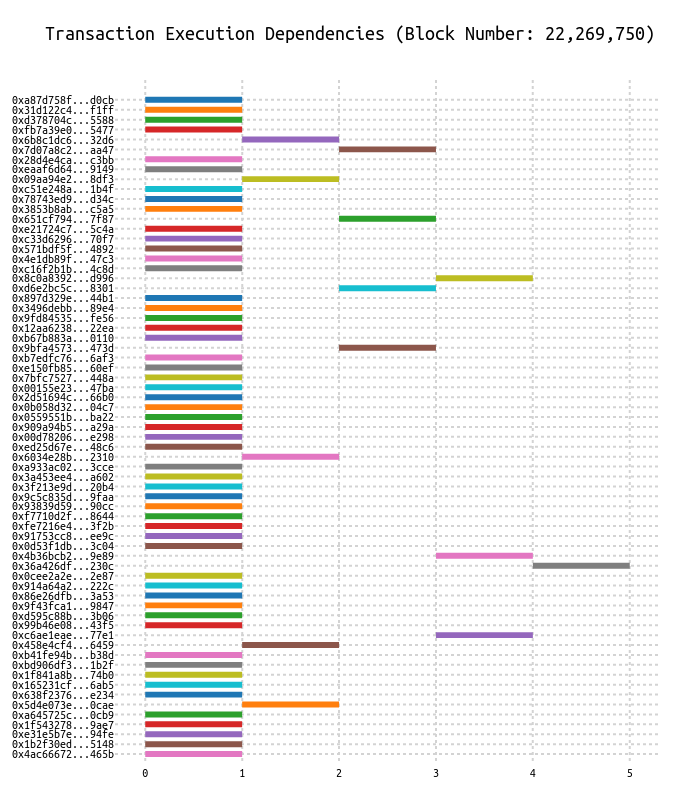 Transaction Execution Dependencies (Block Number: 22,269,750)
0xa87d758f...d0cb
0x31d122c4...f1ff
0xd378704c...5588
0xfb7a39e0...5477
0x6b8c1dc6...32d6
0x7d07a8c2...aa47
0x28d4e4ca...c3bb
0xeaaf6d64...9149
0x09aa94e2...8df3
0xc51e248a...1b4f
0x78743ed9...d34c
0x3853b8ab...c5a5
0x651cf794...7f87
0xe21724c7...5c4a
0xc33d6296...70f7
0x571bdf5f...4892
0x4e1db89f...47c3
0xc16f2b1b...4c8d
0x8c0a8392...d996
0xd6e2bc5c...8301
0x897d329e...44b1
0x3496debb...89e4
0x9fd84535...fe56
0x12aa6238...22ea
0xb67b883a...0110
0x9bfa4573...473d
0xb7edfc76...6af3
0xe150fb85...60ef
0x7bfc7527...448a
0x00155e23...47ba
0x2d51694c...66b0
0x0b058d32...04c7
0x0559551b...ba22
0x909a94b5...a29a
0x00d78206...e298
0xed25d67e...48c6
0x6034e28b...2310
0xa933ac02...3cce
0x3a453ee4...a602
0x3f213e9d...20b4
0x9c5c835d...9faa
0x93839d59...90cc
0xf7710d2f...8644
0xfe7216e4...3f2b
0x91753cc8...ee9c
0x0d53f1db...3c04
0x4b36bcb2...9e89
0x36a426df...230c
0x0cee2a2e...2e87
0x914a64a2...222c
0x86e26dfb...3a53
0x9f43fca1...9847
0xd595c88b...3b06
0x99b46e08...43f5
0xc6ae1eae...77e1
0x458e4cf4...6459
0xb41fe94b...b38d
0xbd906df3...1b2f
0x1f841a8b...74b0
0x165231cf...6ab5
0x638f2376...e234
0x5d4e073e...0cae
0xa645725c...0cb9
0x1f543278...9ae7
0xe31e5b7e...94fe
0x1b2f30ed...5148
0x4ac66672...465b
0 1 2 3 4 5